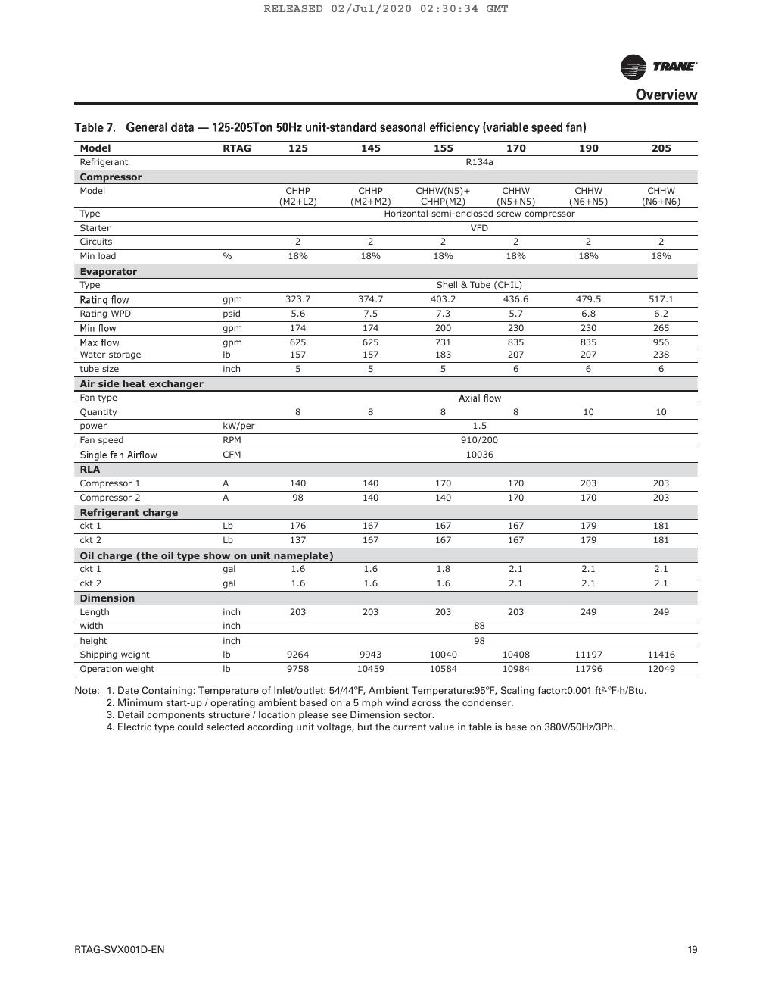 RELEASED 02/Jul/2020 02:30:34 GMT
TRANE
Overview
Table 7. General data — 125-205Ton 50Hz unit-standard seasonal efficiency (variable speed fan)
Model RTAG 125 145 155 170 190 205
Refrigerant R134a
Compressor
Model CHHP CHHP CHHW(N5)+ CHHW CHHW CHHW
(M2+L2) (M2+M2) CHHP(M2) (N5+N5) (N6+N5) (N6+N6)
Type Horizontal semi-enclosed screw compressor
Starter VFD
Circuits 2 2 2 2 2 2
Min load % 18% 18% 18% 18% 18% 18%
Evaporator
Type Shell & Tube (CHIL)
Rating flow gpm 323.7 374.7 403.2 436.6 479.5 517.1
Rating WPD psid 5.6 7.5 7.3 5.7 6.8 6.2
Min flow gpm 174 174 200 230 230 265
Max flow gpm 625 625 731 835 835 956
Water storage lb 157 157 183 207 207 238
tube size inch 5 5 5 6 6 6
Air side heat exchanger
Fan type Axial flow
Quantity 8 8 8 8 10 10
power kW/per 1.5
Fan speed RPM 910/200
Single fan Airflow CFM 10036
RLA
Compressor 1 A 140 140 170 170 203 203
Compressor 2 A 98 140 140 170 170 203
Refrigerant charge
ckt 1 Lb 176 167 167 167 179 181
ckt 2 Lb 137 167 167 167 179 181
Oil charge (the oil type show on unit nameplate)
ckt 1 gal 1.6 1.6 1.8 2.1 2.1 2.1
ckt 2 gal 1.6 1.6 1.6 2.1 2.1 2.1
Dimension
Length inch 203 203 203 203 249 249
width inch 88
height inch 98
Shipping weight lb 9264 9943 10040 10408 11197 11416
Operation weight lb 9758 10459 10584 10984 11796 12049
Note: 1. Date Containing: Temperature of Inlet/outlet: 54/44ºF, Ambient Temperature:95ºF, Scaling factor:0.001 ft²·ºF·h/Btu.
2. Minimum start-up / operating ambient based on a 5 mph wind across the condenser.
3. Detail components structure / location please see Dimension sector.
4. Electric type could selected according unit voltage, but the current value in table is base on 380V/50Hz/3Ph.
RTAG-SVX001D-EN 19